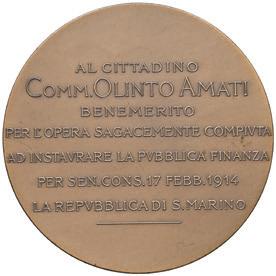 AL CITTADINO
COMM. OLINTO AMATI
BENEMERITO
PER L'OPERA SAGACEMENTE COMPIVTA
AD INSTAVRARE LA PVBBLICA FINANZA
PER SEN. CONS. 17 FEBB. 1914
LA REPVBBLICA DI S. MARINO